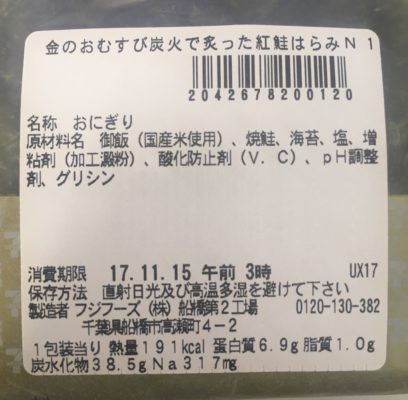 金のおむすび炭火で炙った紅鮭はらみN 1
2042678200120
名称 おにぎり
原材料名 御飯(国産米使用)、焼鮭、海苔、塩、増
粘剤(加工澱粉)、酸化防止剤(V.C)、pH調整
剤、グリシン
消費期限 17.11.15 午前 3時 UX17
保存方法 直射日光及び高温多湿を避けて下さい
製造者 フジフーズ(株) 船橋第2工場 0120-130-382
千葉県船橋市高瀬町4-2
1包装当り 熱量191kcal 蛋白質6.9g 脂質1.0g
炭水化物38.5g Na317mg